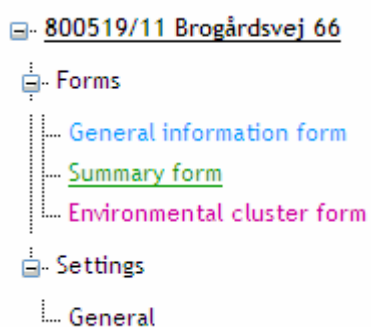 800519/11 Brogårdsvej 66
Forms
General information form
Summary form
Environmental cluster form
Settings
General